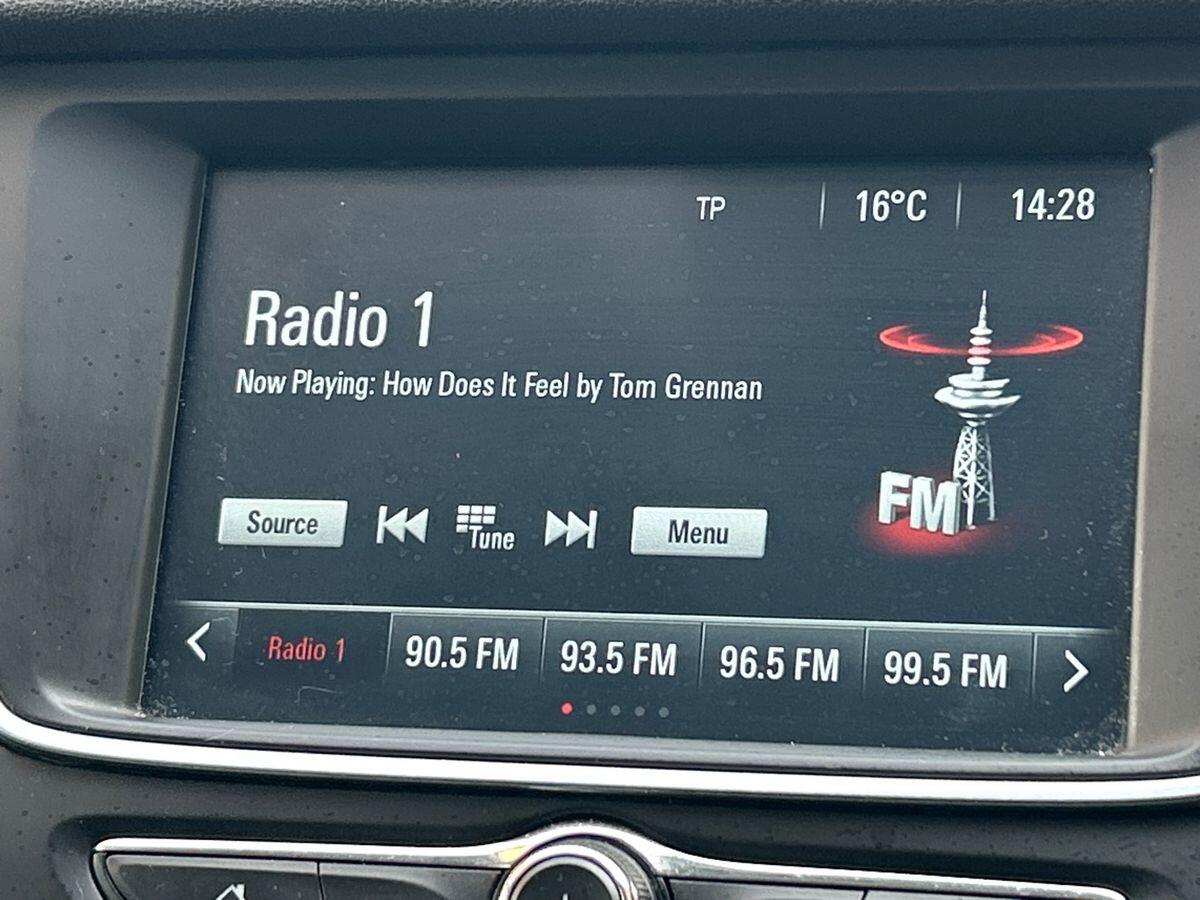 TP 16°C 14:28
Radio 1
Now Playing: How Does It Feel by Tom Grennan
Source Tune Menu
FM
Radio 1 90.5 FM 93.5 FM 96.5 FM 99.5 FM